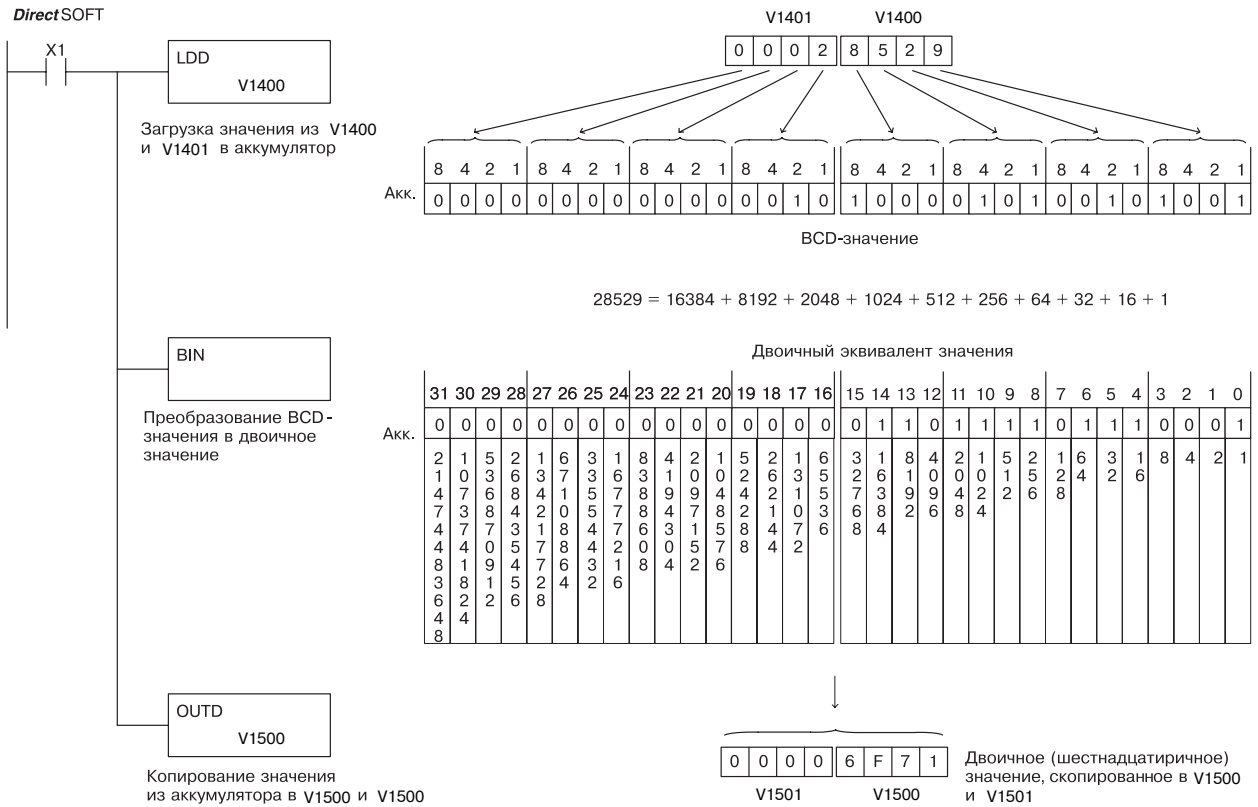 DirectSOFT
X1
LDD
V1400
Загрузка значения из V1400
и V1401 в аккумулятор
V1401 V1400
0 0 0 2 8 5 2 9
8 4 2 1 8 4 2 1 8 4 2 1 8 4 2 1 8 4 2 1 8 4 2 1 8 4 2 1 8 4 2 1
Акк. 0 0 0 0 0 0 0 0 0 0 0 0 0 0 1 0 1 0 0 0 0 1 0 1 0 0 1 0 1 0 0 1
BCD-значение
28529 = 16384 + 8192 + 2048 + 1024 + 512 + 256 + 64 + 32 + 16 + 1
BIN
Преобразование BCD-
значения в двоичное
значение
Двоичный эквивалент значения
31 30 29 28 27 26 25 24 23 22 21 20 19 18 17 16 15 14 13 12 11 10 9 8 7 6 5 4 3 2 1 0
Акк. 0 0 0 0 0 0 0 0 0 0 0 0 0 0 0 0 0 1 1 0 1 1 1 1 0 1 1 1 0 0 0 1
21474483648 1073741824 536870912 268435456 134217728 67108864 33554432 16777216 8388608 4194304 2097152 1048576 524288 262144 131072 65536 32768 16384 8192 4096 2048 1024 512 256 128 64 32 16 8 4 2 1
OUTD
V1500
Копирование значения
из аккумулятора в V1500 и V1500
0 0 0 0 6 F 7 1
V1501 V1500
Двоичное (шестнадцатиричное)
значение, скопированное в V1500
и V1501